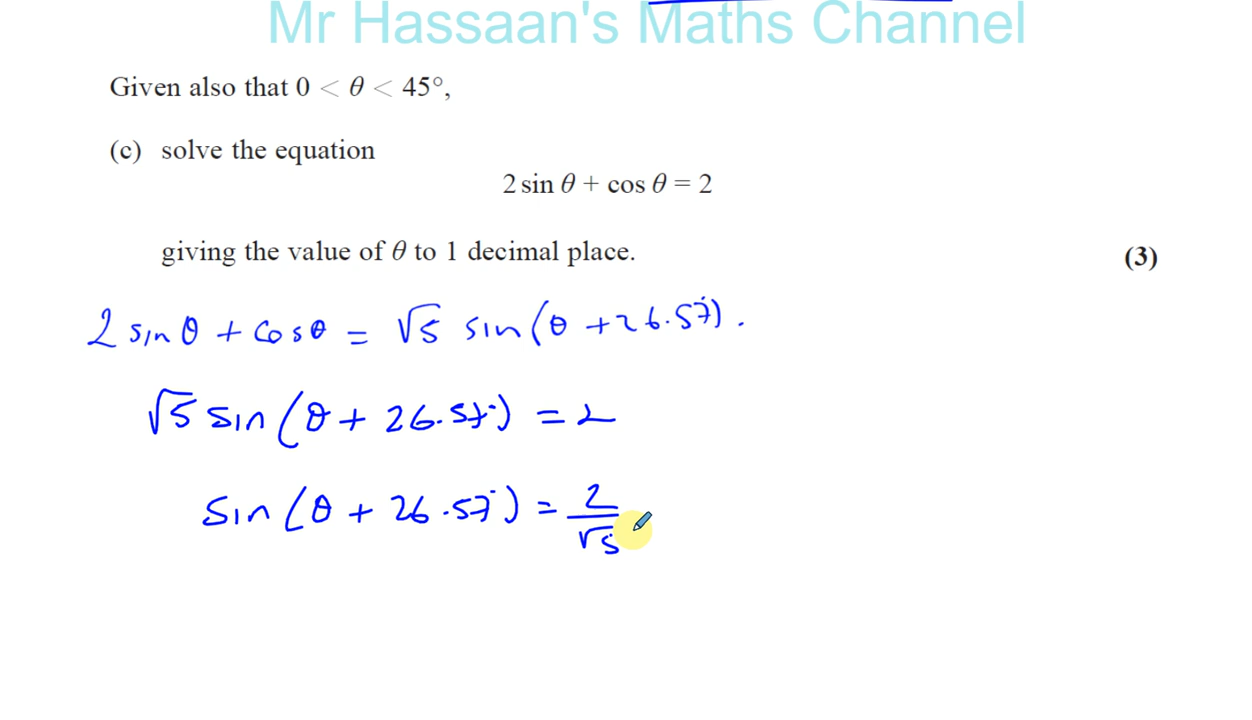 Mr Hassaan's Maths Channel
Given also that 0 < θ < 45°,
(c) solve the equation
2 sin θ + cos θ = 2
giving the value of θ to 1 decimal place.
(3)
2 sin θ + cos θ = √5 sin(θ + 26.57).
√5 sin(θ + 26.57°) = 2
sin(θ + 26.57°) = 2/√5